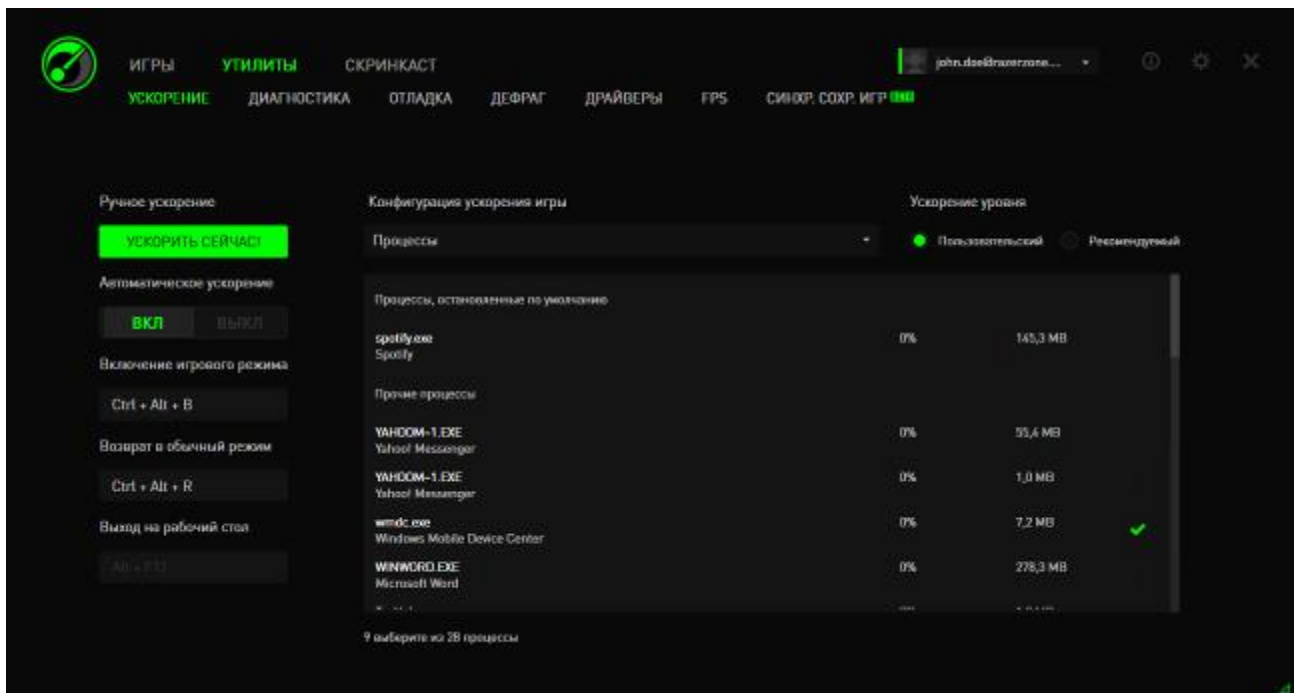 ИГРЫ УТИЛИТЫ СКРИНКАСТ
john.doe@razerzone...
УСКОРЕНИЕ ДИАГНОСТИКА ОТЛАДКА ДЕФРАГ ДРАЙВЕРЫ FPS СИНХР. СОХР. ИГР
Ручное ускорение
Конфигурация ускорения игры
Ускорение уровня
УСКОРИТЬ СЕЙЧАС!
Процессы
Пользовательский Рекомендуемый
Автоматическое ускорение
ВКЛ ВЫКЛ
Процессы, остановленные по умолчанию
spotify.exe 0% 145,3 MB
Spotify
Включение игрового режима
Ctrl + Alt + B
Прочие процессы
YAHOOM~1.EXE 0% 55,4 MB
Yahoo! Messenger
Возврат в обычный режим
Ctrl + Alt + R
YAHOOM~1.EXE 0% 1,0 MB
Yahoo! Messenger
Выход на рабочий стол
wmdc.exe 0% 7,2 MB
Windows Mobile Device Center
WINWORD.EXE 0% 278,3 MB
Microsoft Word
9 выберите из 28 процессы